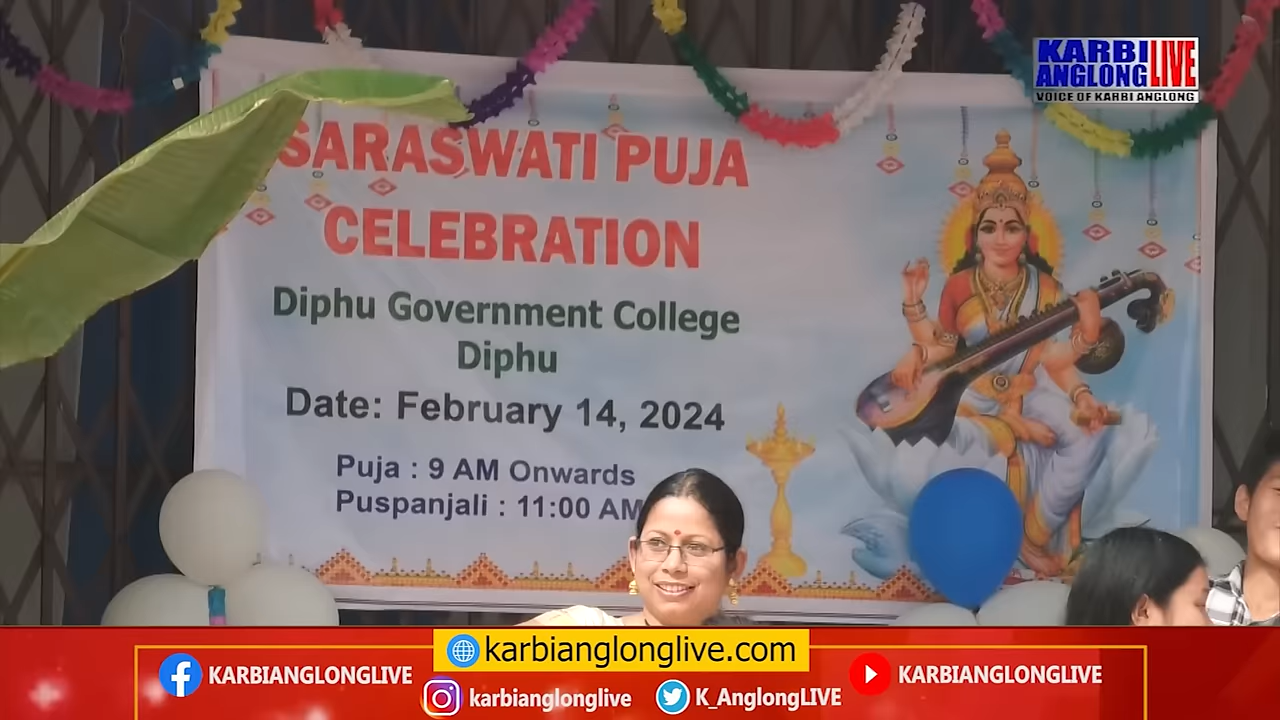 KARBI
ANGLONG LIVE
VOICE OF KARBI ANGLONG
SARASWATI PUJA
CELEBRATION
Diphu Government College
Diphu
Date: February 14, 2024
Puja : 9 AM Onwards
Puspanjali : 11:00 AM
karbianglonglive.com
KARBIANGLONGLIVE
karbianglonglive
K_AnglongLIVE
KARBIANGLONGLIVE